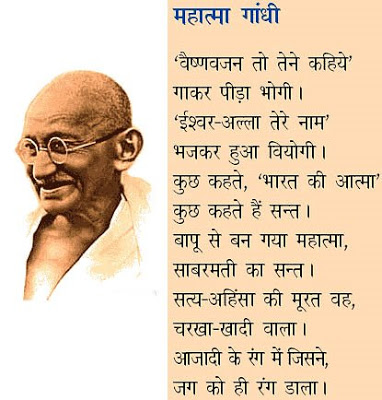 महात्मा गांधी
‘वैष्णवजन तो तेने कहिये’
गाकर पीड़ा भोगी।
‘ईश्वर-अल्ला तेरे नाम’
भजकर हुआ वियोगी।
कुछ कहते, ‘भारत की आत्मा’
कुछ कहते हैं सन्त।
बापू से बन गया महात्मा,
साबरमती का सन्त।
सत्य-अहिंसा की मूरत वह,
चरखा-खादी वाला।
आजादी के रंग में जिसने,
जग को ही रंग डाला।